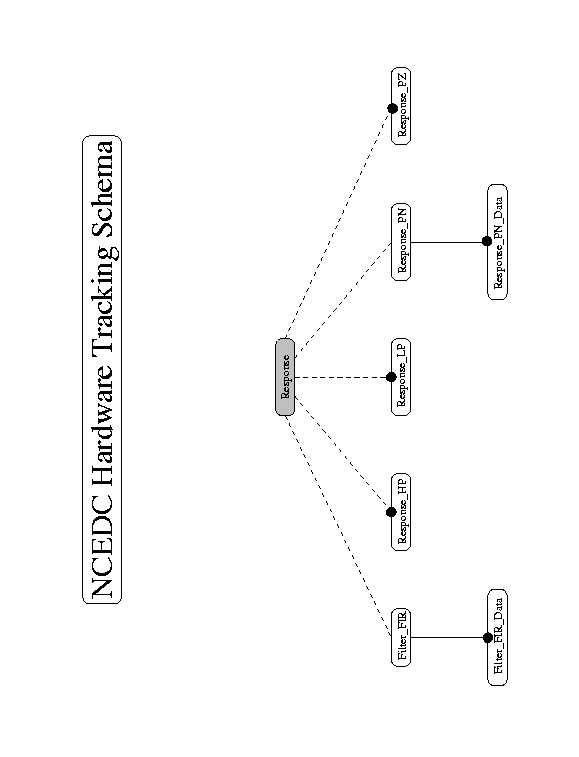 NCEDC Hardware Tracking Schema
Response
Filter_FIR
Response_HP
Response_LP
Response_PN
Response_PZ
Filter_FIR_Data
Response_PN_Data